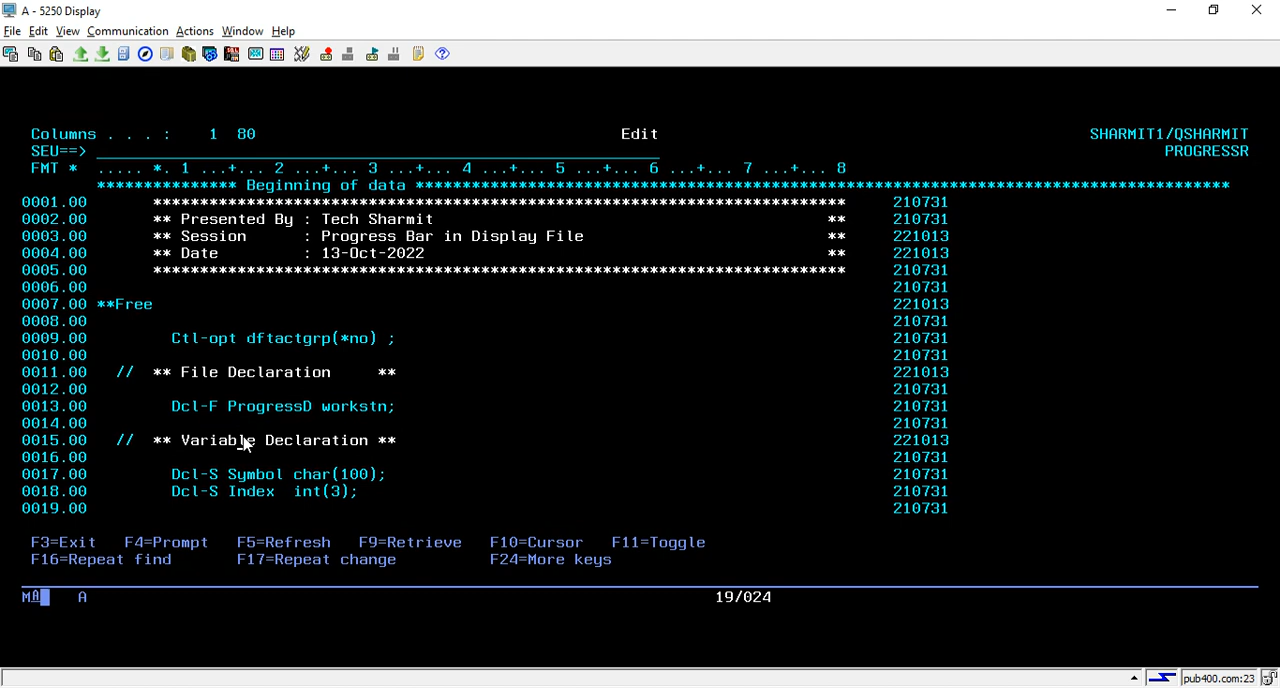 A - 5250 Display
File Edit View Communication Actions Window Help
Columns . . . : 1 80 Edit SHARMIT1/QSHARMIT
SEU==> PROGRESSR
FMT * ..... *. 1 ...+... 2 ...+... 3 ...+... 4 ...+... 5 ...+... 6 ...+... 7 ...+... 8
*************** Beginning of data ***************************************************************************************
0001.00 ************************************************************************** 210731
0002.00 ** Presented By : Tech Sharmit ** 210731
0003.00 ** Session : Progress Bar in Display File ** 221013
0004.00 ** Date : 13-Oct-2022 ** 221013
0005.00 ************************************************************************** 210731
0006.00 210731
0007.00 **Free 221013
0008.00 210731
0009.00 Ctl-opt dftactgrp(*no) ; 210731
0010.00 210731
0011.00 // ** File Declaration ** 221013
0012.00 210731
0013.00 Dcl-F ProgressD workstn; 210731
0014.00 210731
0015.00 // ** Variable Declaration ** 221013
0016.00 210731
0017.00 Dcl-S Symbol char(100); 210731
0018.00 Dcl-S Index int(3); 210731
0019.00 210731
F3=Exit F4=Prompt F5=Refresh F9=Retrieve F10=Cursor F11=Toggle
F16=Repeat find F17=Repeat change F24=More keys
MA A 19/024
pub400.com:23